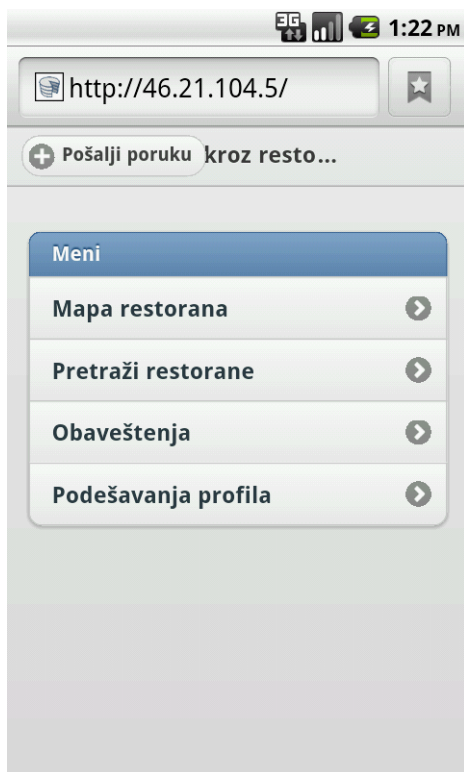 3G 1:22 PM
http://46.21.104.5/
Pošalji poruku kroz resto...
Meni
Mapa restorana
Pretraži restorane
Obaveštenja
Podešavanja profila